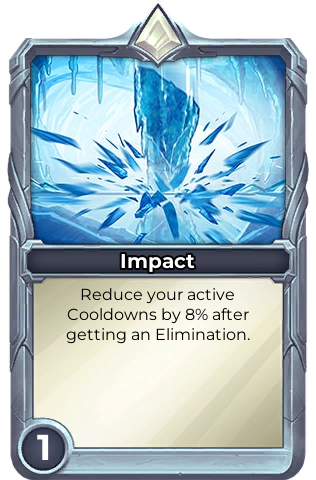 Impact
Reduce your active
Cooldowns by 8% after
getting an Elimination.
1